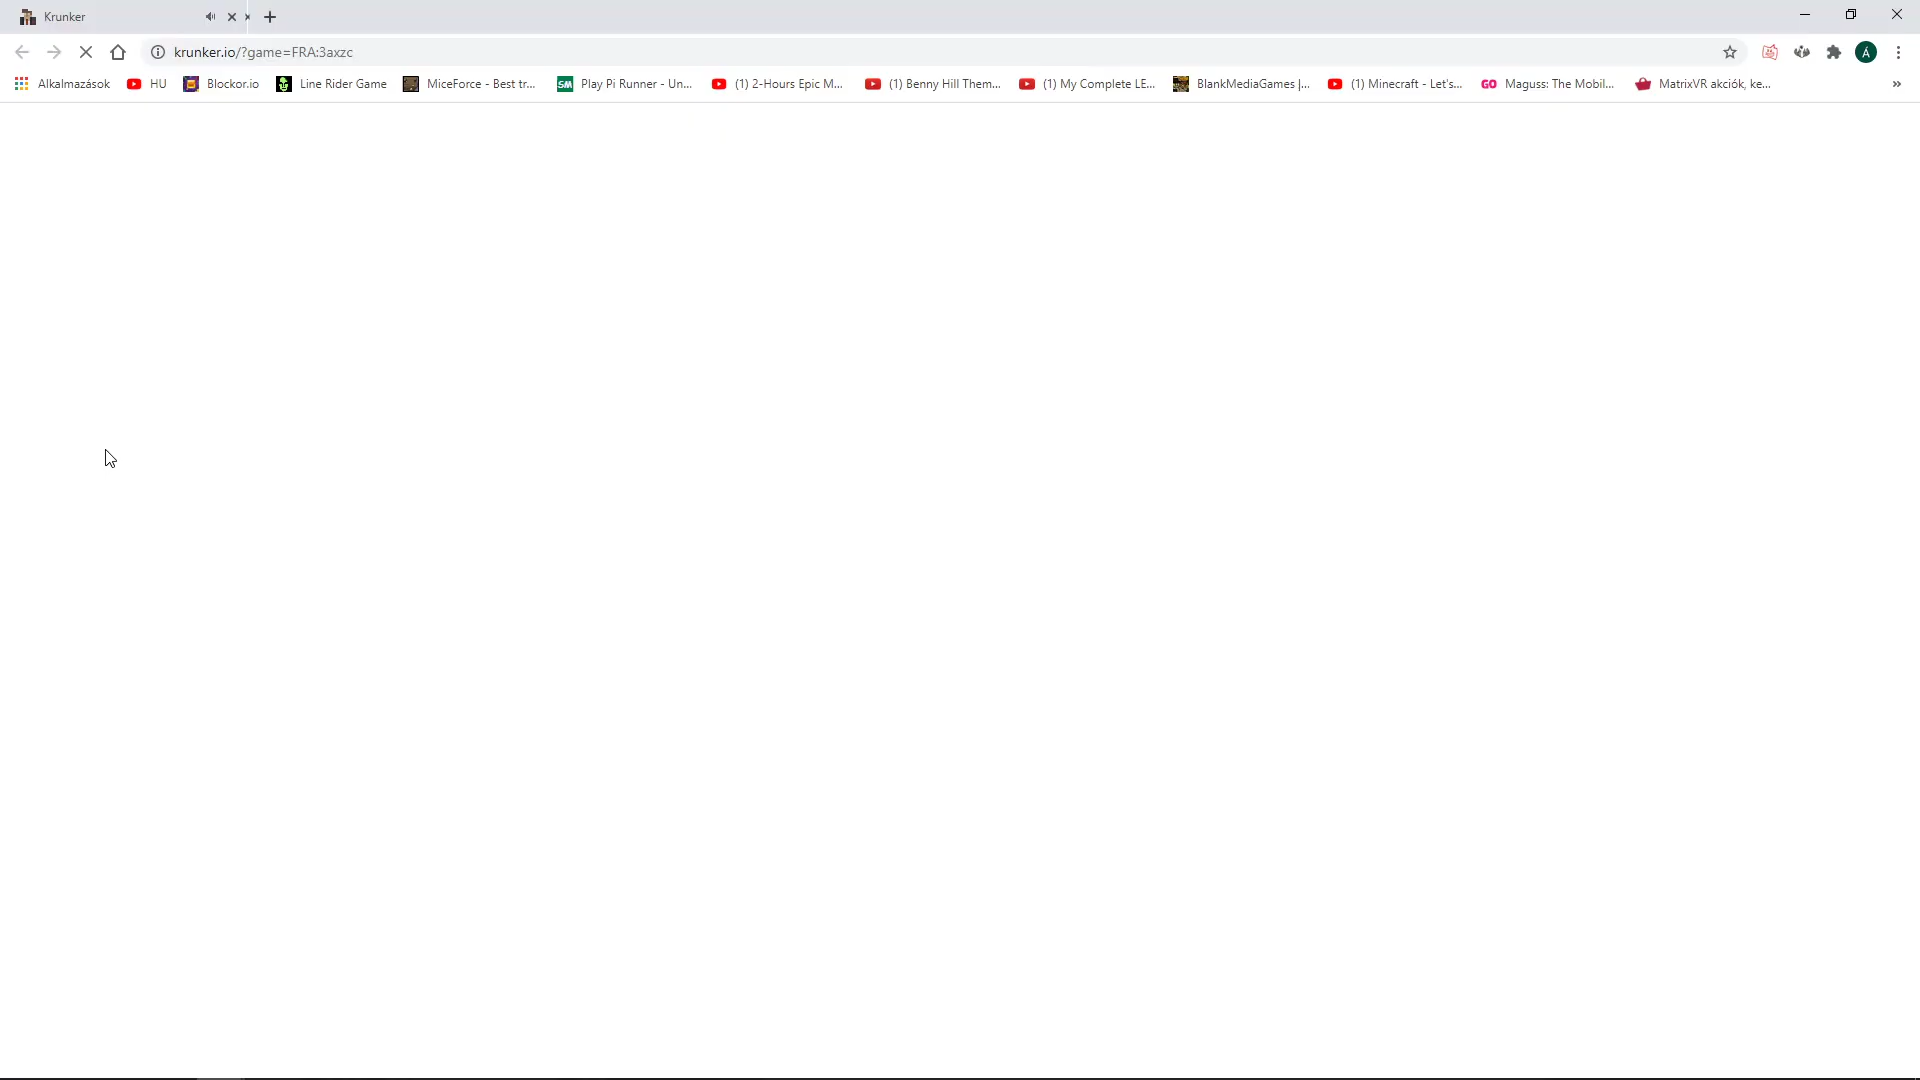 Krunker
krunker.io/?game=FRA:3axzc
Á
Alkalmazások HU Blockor.io Line Rider Game MiceForce - Best tr... SM Play Pi Runner - Un... (1) 2-Hours Epic M... (1) Benny Hill Them... (1) My Complete LE... BlankMediaGames |... (1) Minecraft - Let's... GO Maguss: The Mobil... MatrixVR akciók, ke... »